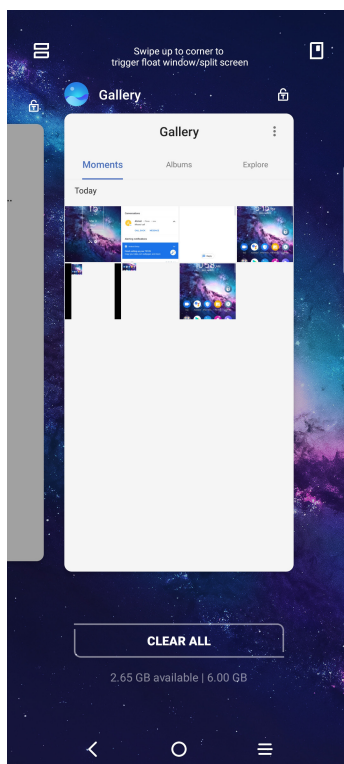 Swipe up to corner to
trigger float window/split screen
Gallery
Gallery
Moments
Albums
Explore
Today
CLEAR ALL
2.65 GB available | 6.00 GB